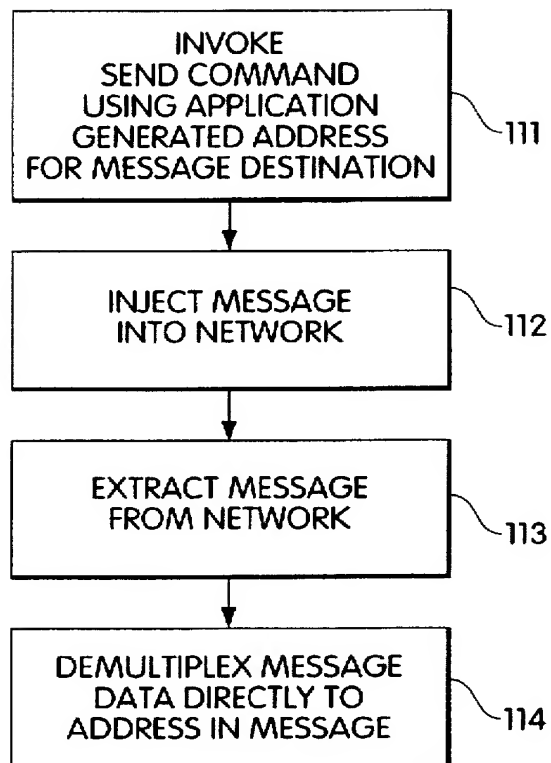 INVOKE
SEND COMMAND
USING APPLICATION
GENERATED ADDRESS
FOR MESSAGE DESTINATION
111
INJECT MESSAGE
INTO NETWORK
112
EXTRACT MESSAGE
FROM NETWORK
113
DEMULTIPLEX MESSAGE
DATA DIRECTLY TO
ADDRESS IN MESSAGE
114